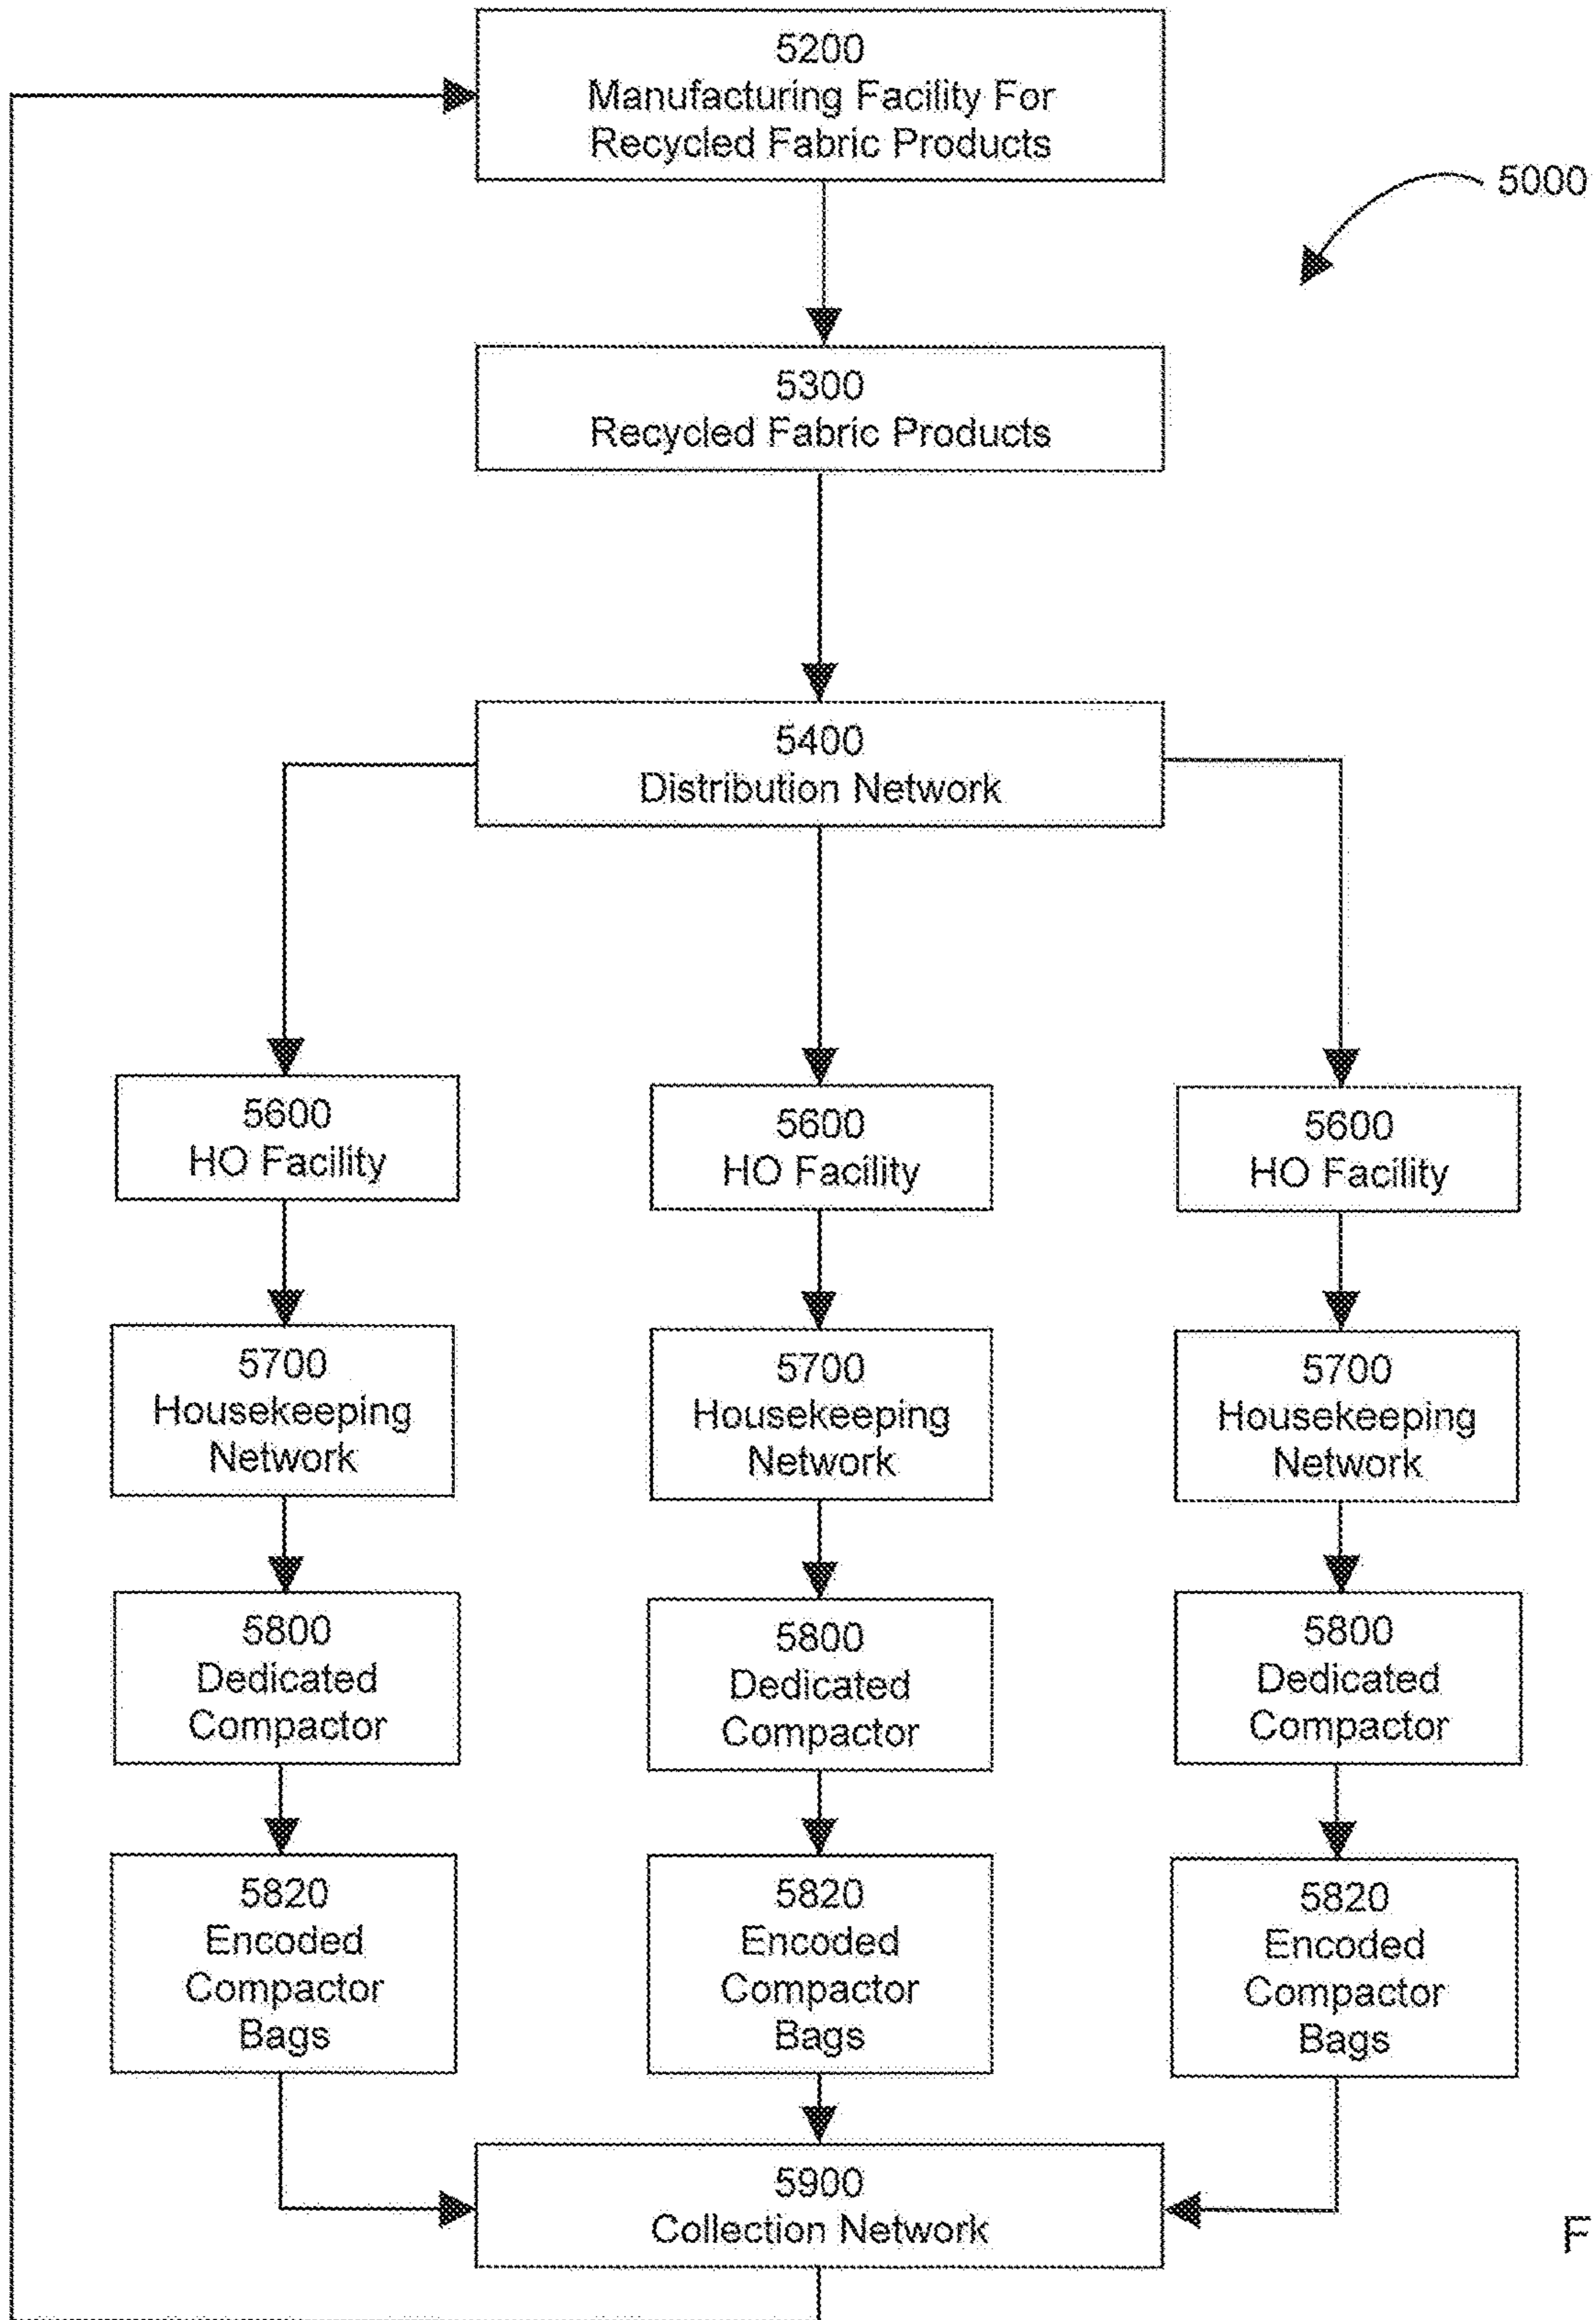 5200
Manufacturing Facility For
Recycled Fabric Products
5000
5300
Recycled Fabric Products
5400
Distribution Network
5600
HO Facility
5600
HO Facility
5600
HO Facility
5700
Housekeeping
Network
5700
Housekeeping
Network
5700
Housekeeping
Network
5800
Dedicated
Compactor
5800
Dedicated
Compactor
5800
Dedicated
Compactor
5820
Encoded
Compactor
Bags
5820
Encoded
Compactor
Bags
5820
Encoded
Compactor
Bags
5900
Collection Network
F